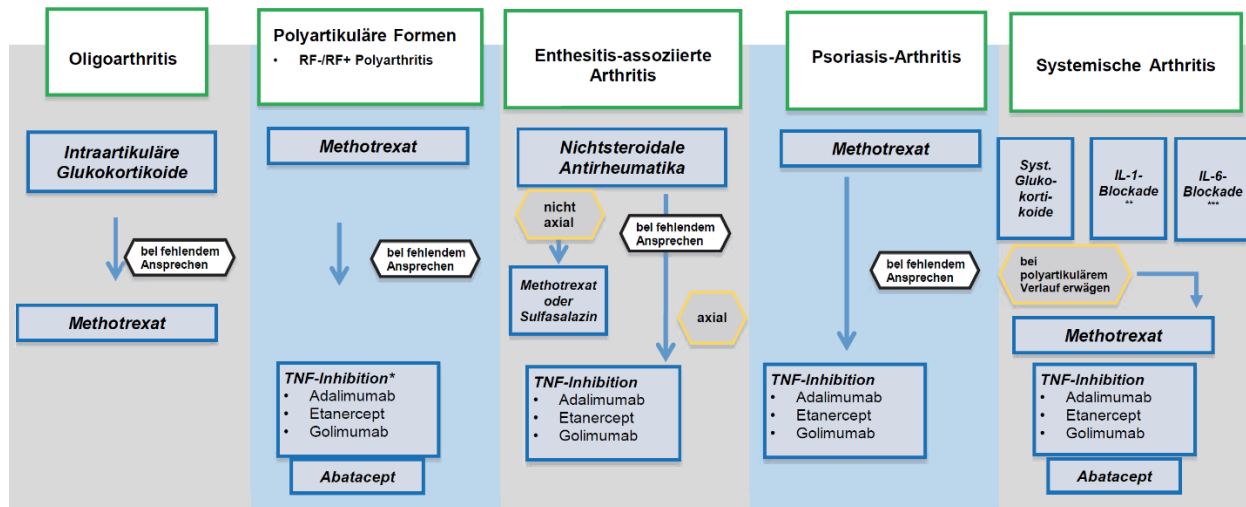 Oligoarthritis
Intraartikuläre
Glukokortikoide
bei fehlendem
Ansprechen
Methotrexat
Polyartikuläre Formen
• RF-/RF+ Polyarthritis
Methotrexat
bei fehlendem
Ansprechen
TNF-Inhibition*
• Adalimumab
• Etanercept
• Golimumab
Abatacept
Enthesitis-assoziierte
Arthritis
Nichtsteroidale
Antirheumatika
nicht
axial
bei fehlendem
Ansprechen
Methotrexat
oder
Sulfasalazin
axial
TNF-Inhibition
• Adalimumab
• Etanercept
• Golimumab
Psoriasis-Arthritis
Methotrexat
bei fehlendem
Ansprechen
TNF-Inhibition
• Adalimumab
• Etanercept
• Golimumab
Systemische Arthritis
Syst.
Gluko-
korti-
koide
IL-1-
Blockade
**
IL-6-
Blockade
***
bei
polyartikulärem
Verlauf erwägen
Methotrexat
TNF-Inhibition
• Adalimumab
• Etanercept
• Golimumab
Abatacept